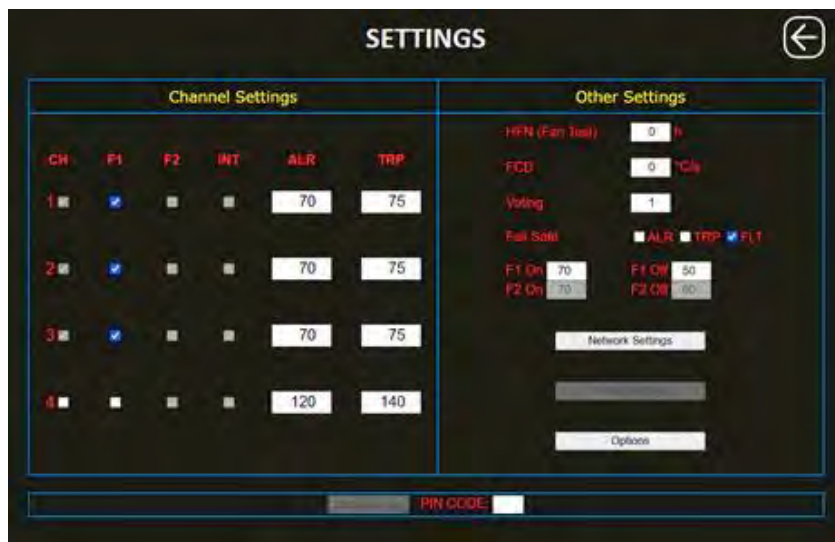 SETTINGS
Channel Settings
CH F1 F2 INT ALR TRP
1 70 75
2 70 75
3 70 75
4 120 140
Other Settings
HFN (Fan Test) 0 h
FCD 0 °C/s
Voting 1
Fail Safe ALR TRP FLT
F1 On 70 F1 Off 50
F2 On 70 F2 Off 60
Network Settings
Options
PIN CODE: